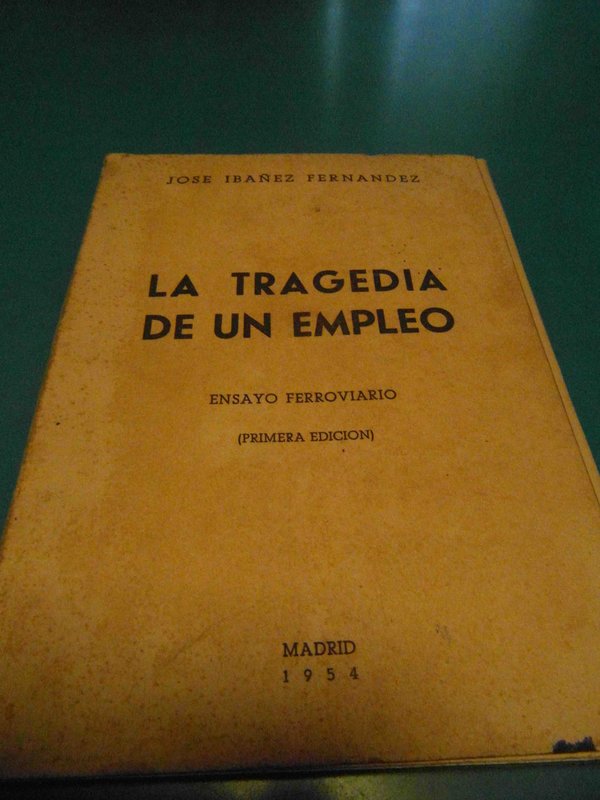 JOSE IBAÑEZ FERNANDEZ
LA TRAGEDIA
DE UN EMPLEO
ENSAYO FERROVIARIO
(PRIMERA EDICION)
MADRID
1954